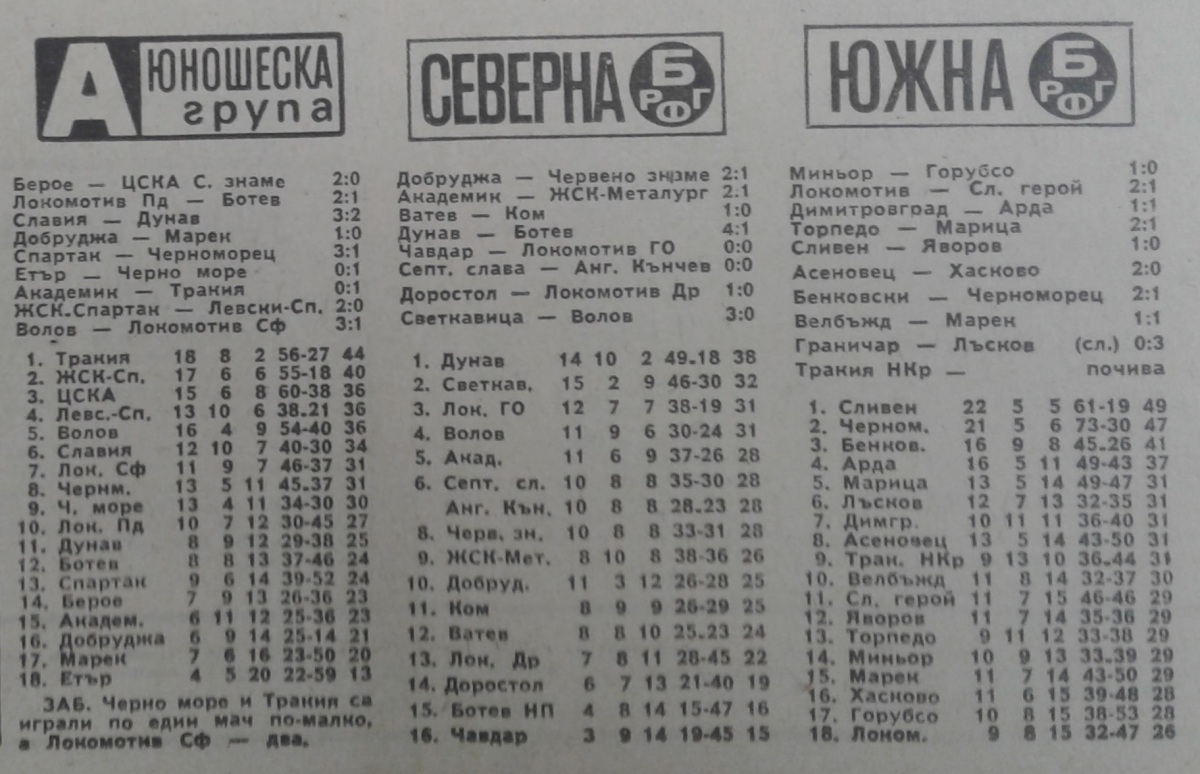 А ЮНОШЕСКА
група
Берое — ЦСКА С. знаме 2:0
Локомотив Пд — Ботев 2:1
Славия — Дунав 3:2
Добруджа — Марек 1:0
Спартак — Черноморец 3:1
Етър — Черно море 0:1
Академик — Тракия 0:1
ЖСК-Спартак — Левски-Сп. 2:0
Волов — Локомотив Сф 3:1
1. Тракия 18 8 2 56-27 44
2. ЖСК-Сп. 17 6 6 55-18 40
3. ЦСКА 15 6 8 60-38 36
4. Левс.-Сп. 13 10 6 38-21 36
5. Волов 16 4 9 54-40 36
6. Славия 12 10 7 40-30 34
7. Лок. Сф 11 9 7 46-37 31
8. Чернм. 13 5 11 45-37 31
9. Ч. море 13 4 11 34-30 30
10. Лок. Пд 10 7 12 30-45 27
11. Дунав 8 9 12 29-38 25
12. Ботев 8 8 13 37-46 24
13. Спартак 9 6 14 39-52 24
14. Берое 7 9 13 26-36 23
15. Академ. 6 11 12 25-36 23
16. Добруджа 6 9 14 25-14 21
17. Марек 7 6 16 23-50 20
18. Етър 4 5 20 22-59 13
ЗАБ. Черно море и Тракия са
играли по един мач по-малко,
а Локомотив Сф — два.
СЕВЕРНА Б РФГ
Добруджа — Червено знаме 2:1
Академик — ЖСК-Металург 2:1
Ватев — Ком 1:0
Дунав — Ботев 4:1
Чавдар — Локомотив ГО 0:0
Септ. слава — Анг. Кънчев 0:0
Доростол — Локомотив Др 1:0
Светкавица — Волов 3:0
1. Дунав 14 10 2 49-18 38
2. Светкав. 15 2 9 46-30 32
3. Лок. ГО 12 7 7 38-19 31
4. Волов 11 9 6 30-24 31
5. Акад. 11 6 9 37-26 28
6. Септ. сл. 10 8 8 35-30 28
Анг. Кън. 10 8 8 28-23 28
8. Черв. зн. 10 8 8 33-31 28
9. ЖСК-Мет. 8 10 8 38-36 26
10. Добруд. 11 3 12 26-28 25
11. Ком 8 9 9 26-29 25
12. Ватев 8 8 10 25-23 24
13. Лок. Др 7 8 11 28-45 22
14. Доростол 6 7 13 21-40 19
15. Ботев НП 4 8 14 15-47 16
16. Чавдар 3 9 14 19-45 15
ЮЖНА Б РФГ
Миньор — Горубсо 1:0
Локомотив — Сл. герой 2:1
Димитровград — Арда 1:1
Торпедо — Марица 2:1
Сливен — Яворов 1:0
Асеновец — Хасково 2:0
Бенковски — Черноморец 2:1
Велбъжд — Марек 1:1
Граничар — Лъсков (сл.) 0:3
Тракия НКр — почива
1. Сливен 22 5 5 61-19 49
2. Черном. 21 5 6 73-30 47
3. Бенков. 16 9 8 45-26 41
4. Арда 16 5 11 49-43 37
5. Марица 13 5 14 49-47 31
6. Лъсков 12 7 13 32-35 31
7. Димгр. 10 11 11 36-40 31
8. Асеновец 13 5 14 43-50 31
9. Трак. НКр 9 13 10 36-44 31
10. Велбъжд 11 8 14 32-37 30
11. Сл. герой 11 7 15 46-46 29
12. Яворов 11 7 14 35-36 29
13. Торпедо 9 11 12 33-38 29
14. Миньор 10 9 13 33-39 29
15. Марек 11 7 14 43-50 29
16. Хасково 11 6 15 39-48 28
17. Горубсо 10 8 15 38-53 28
18. Локом. 9 8 15 32-47 26